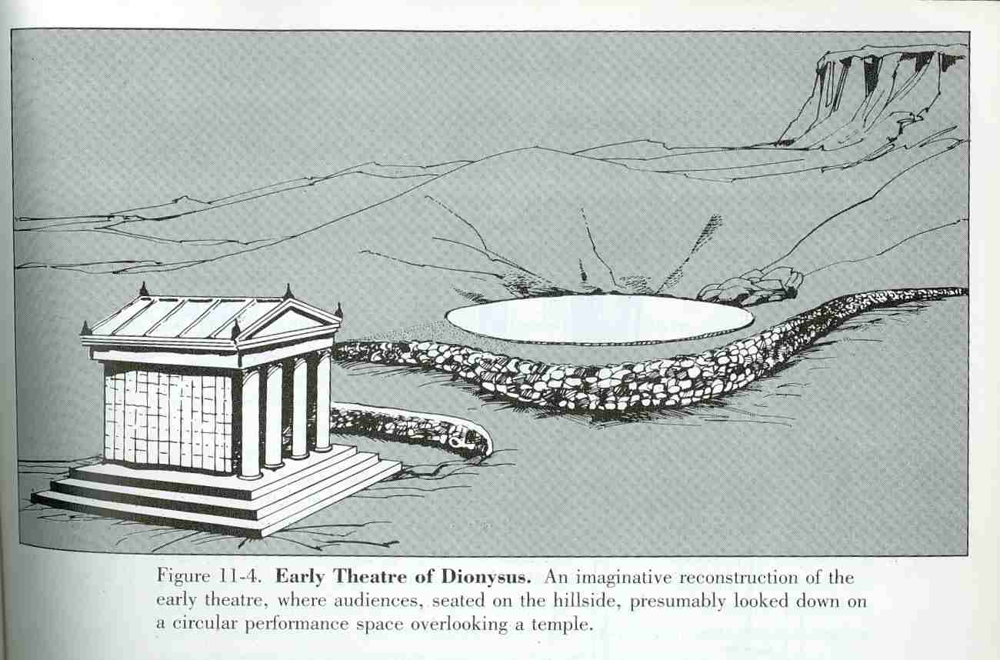 Figure 11-4. Early Theatre of Dionysus. An imaginative reconstruction of the
early theatre, where audiences, seated on the hillside, presumably looked down on
a circular performance space overlooking a temple.